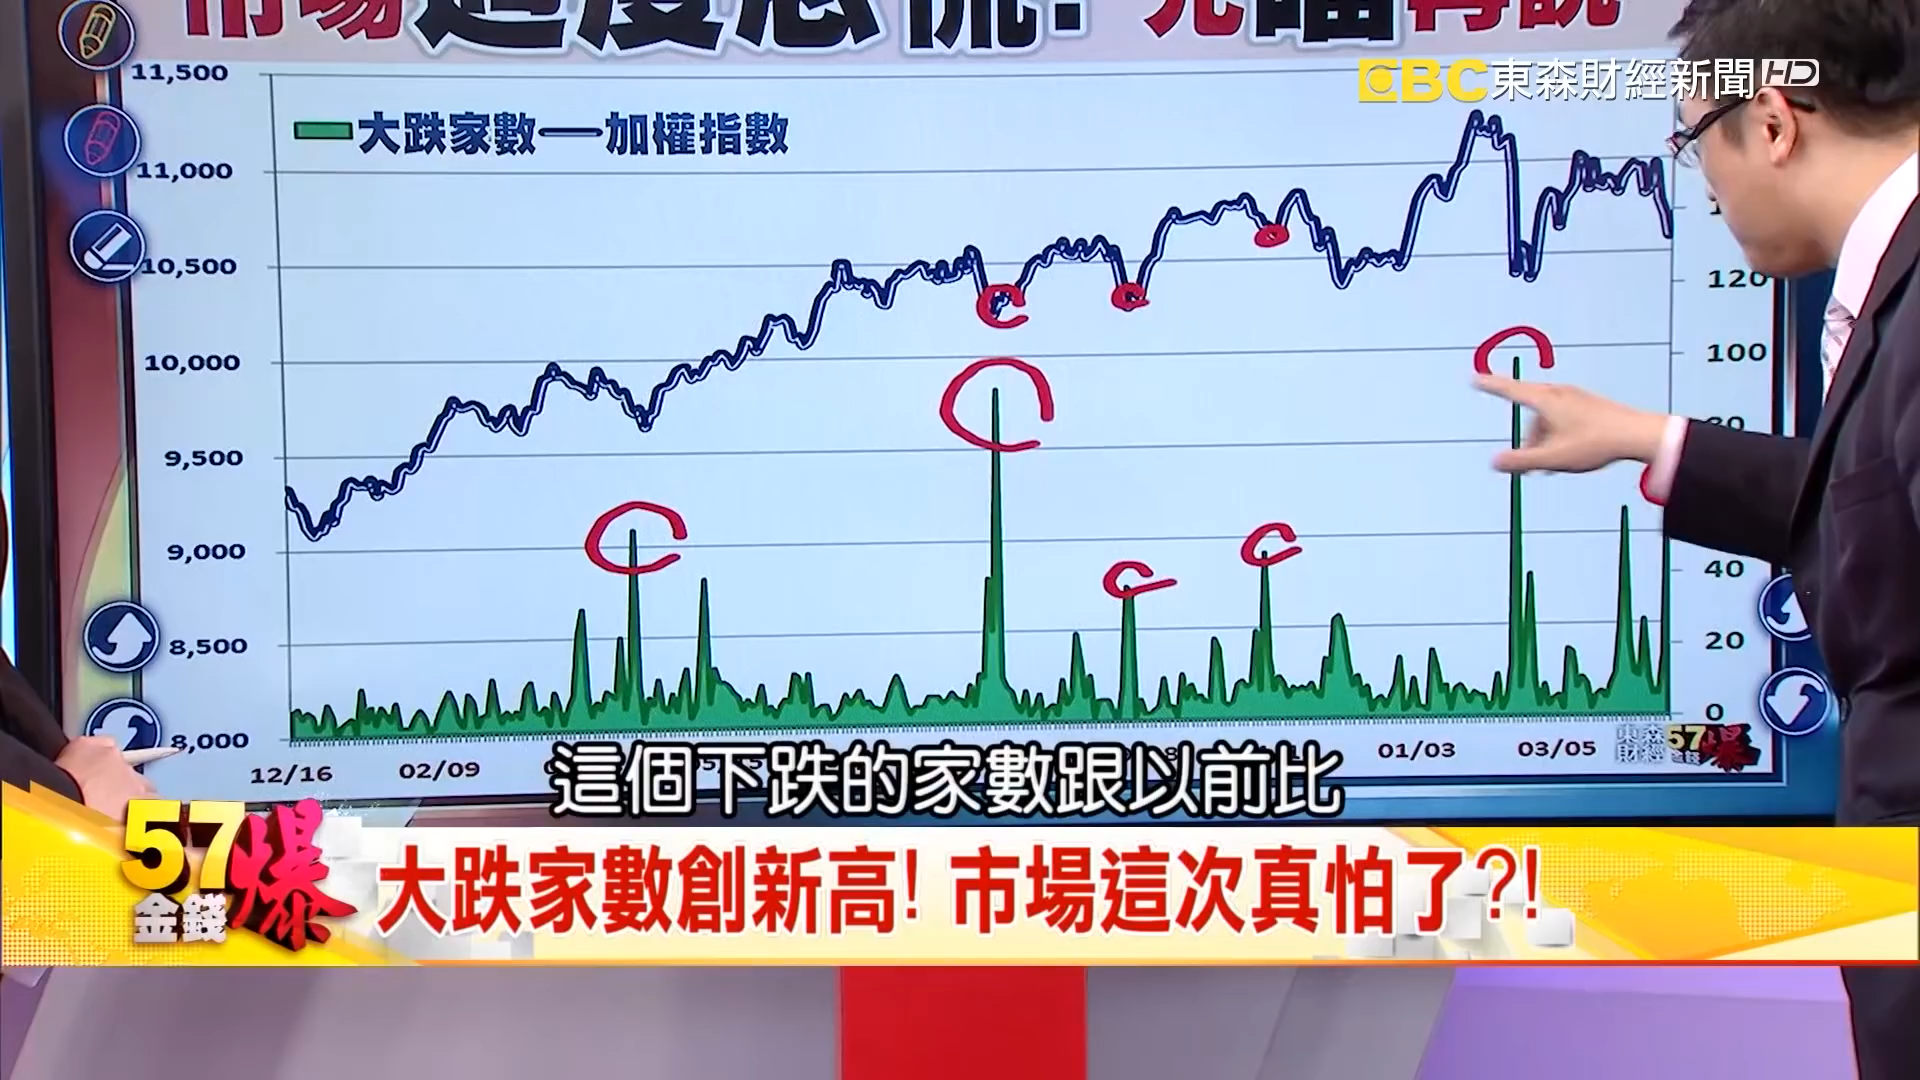 市場過度恐慌!先瞄再說
EBC東森財經新聞HD
11,500
大跌家數 加權指數
11,000
10,500
10,000
9,500
9,000
8,500
8,000
120
100
40
20
0
12/16
02/09
01/03
03/05
東森財經
57爆
這個下跌的家數跟以前比
57
金錢
爆
大跌家數創新高!市場這次真怕了?!